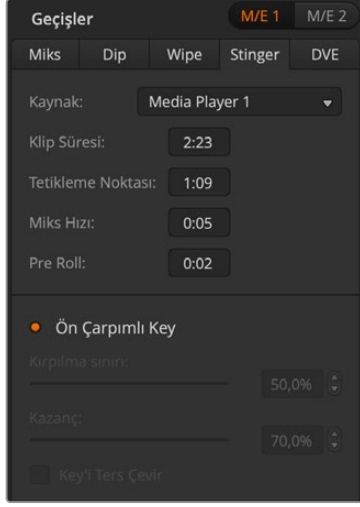 Geçişler M/E 1 M/E 2
Miks Dip Wipe Stinger DVE
Kaynak: Media Player 1
Klip Süresi: 2:23
Tetikleme Noktası: 1:09
Miks Hızı: 0:05
Pre Roll: 0:02
Ön Çarpımlı Key
Kırpılma sınırı:
50,0%
Kazanç:
70,0%
Key'i Ters Çevir